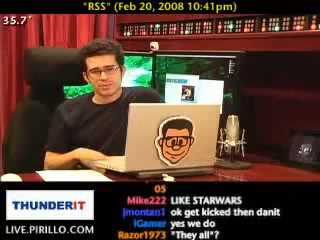 "RSS" (Feb 20, 2008 10:41pm)
35.7°
05
Mike222 LIKE STARWARS
jmontan1 ok get kicked then danit
iGamer yes we do
Razor1973 "They all"?
THUNDERIT
LIVE.PIRILLO.COM